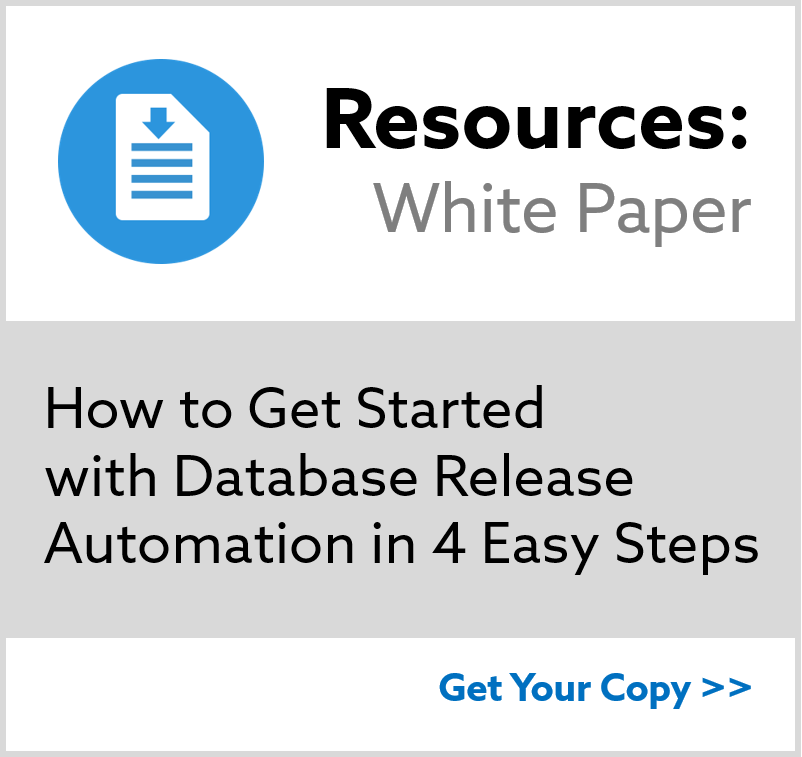 Resources:
White Paper
How to Get Started
with Database Release
Automation in 4 Easy Steps
Get Your Copy >>